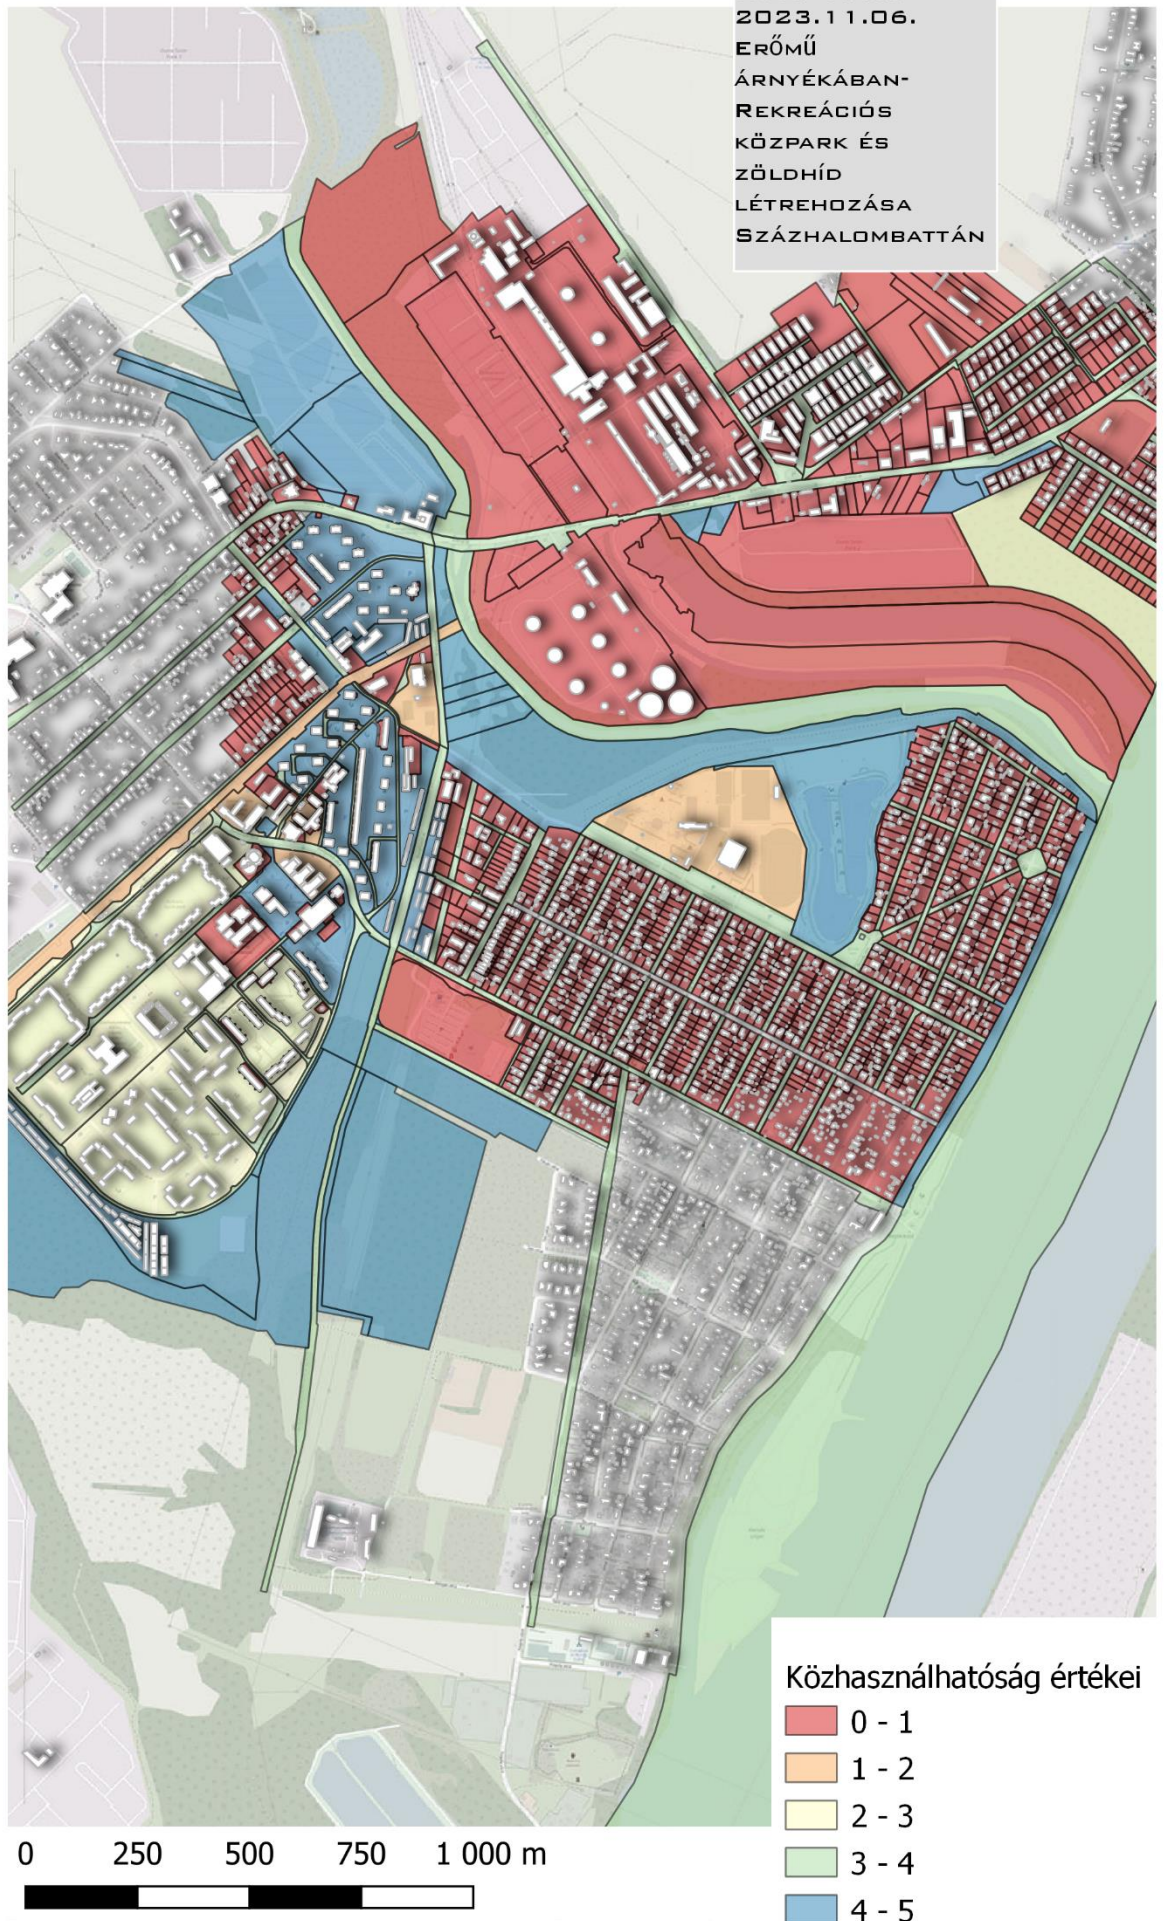 2023.11.06.
ERŐMŰ
ÁRNYÉKÁBAN-
REKREÁCIÓS
KÖZPARK ÉS
ZÖLDHÍD
LÉTREHOZÁSA
SZÁZHALOMBATTÁN
Közhasználhatóság értékei
0 - 1
1 - 2
2 - 3
3 - 4
4 - 5
0 250 500 750 1 000 m